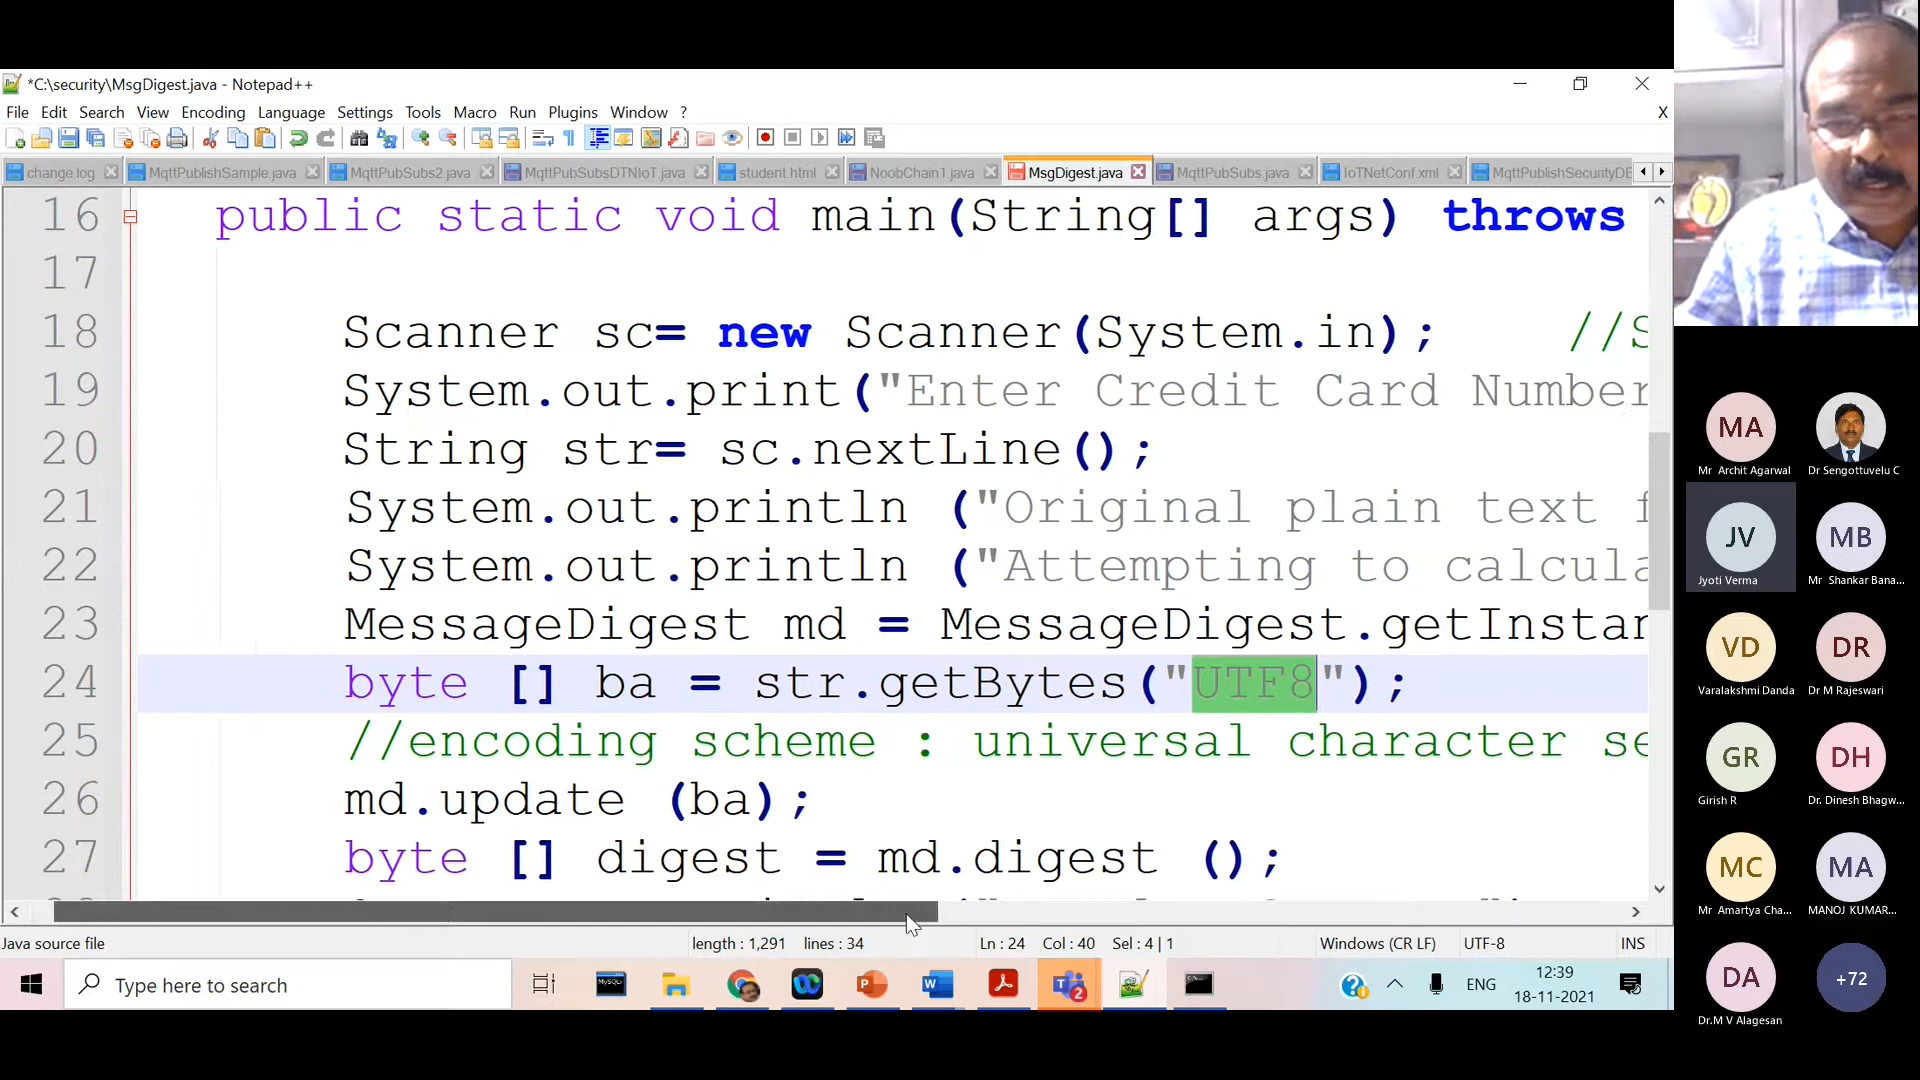 *C:\security\MsgDigest.java - Notepad++
File Edit Search View Encoding Language Settings Tools Macro Run Plugins Window ?
X
change.log MqttPublishSample.java MqttPubSubs2.java MqttPubSubsDTNIoT.java student.html NoobChain1.java MsgDigest.java MqttPubSubs.java IoTNetConf.xml MqttPublishSecurityDE
16 public static void main(String[] args) throws
17
18 Scanner sc= new Scanner(System.in); //S
19 System.out.print("Enter Credit Card Number
20 String str= sc.nextLine();
21 System.out.println ("Original plain text f
22 System.out.println ("Attempting to calcula
23 MessageDigest md = MessageDigest.getInstan
24 byte [] ba = str.getBytes("UTF8");
25 //encoding scheme : universal character se
26 md.update (ba);
27 byte [] digest = md.digest ();
Java source file length : 1,291 lines : 34 Ln : 24 Col : 40 Sel : 4 | 1 Windows (CR LF) UTF-8 INS
Type here to search
MySQL
2
ENG
12:39
18-11-2021
MA
Mr Archit Agarwal
Dr Sengottuvelu C
JV MB
Jyoti Verma Mr Shankar Bana...
VD DR
Varalakshmi Danda Dr M Rajeswari
GR DH
Girish R Dr. Dinesh Bhagw...
MC MA
Mr Amartya Cha... MANOJ KUMAR...
DA +72
Dr.M V Alagesan